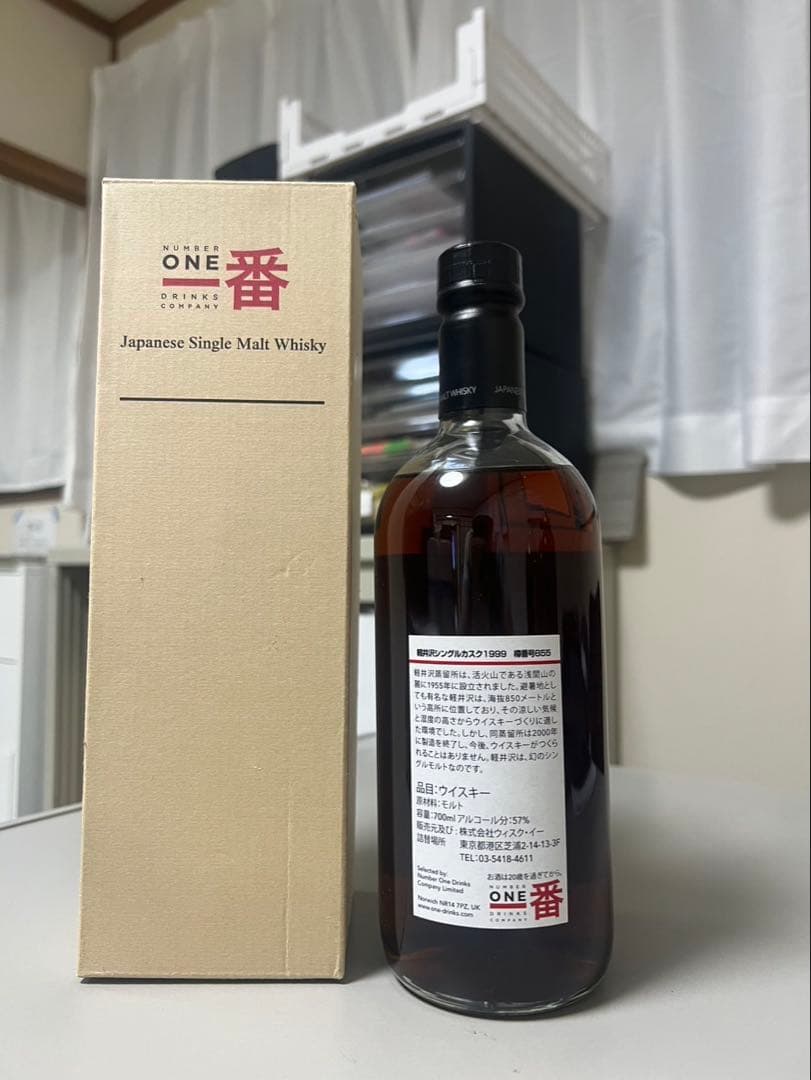 NUMBER
ONE
DRINKS
COMPANY
一番
Japanese Single Malt Whisky
ALT WHISKY JAPANES
軽井沢シングルカスク1999 樽番号855
軽井沢蒸留所は、活火山である浅間山の
麓に1955年に設立されました。避暑地とし
ても有名な軽井沢は、海抜850メートルと
いう高所に位置しており、その涼しい気候
と湿度の高さからウイスキーづくりに適し
た環境でした。しかし、同蒸留所は2000年
に製造を終了し、今後、ウイスキーがつくら
れることはありません。軽井沢は、幻のシン
グルモルトなのです。
品目：ウイスキー
原材料：モルト
容量：700ml アルコール分：57%
販売元及び：株式会社ウィスク・イー
詰替場所 東京都港区芝浦2-14-13-3F
TEL：03-5418-4611
お酒は20歳を過ぎてから。
Selected by:
Number One Drinks
Company Limited
Norwich NR14 7PZ, UK
www.one-drinks.com
NUMBER
ONE
DRINKS
COMPANY
一番